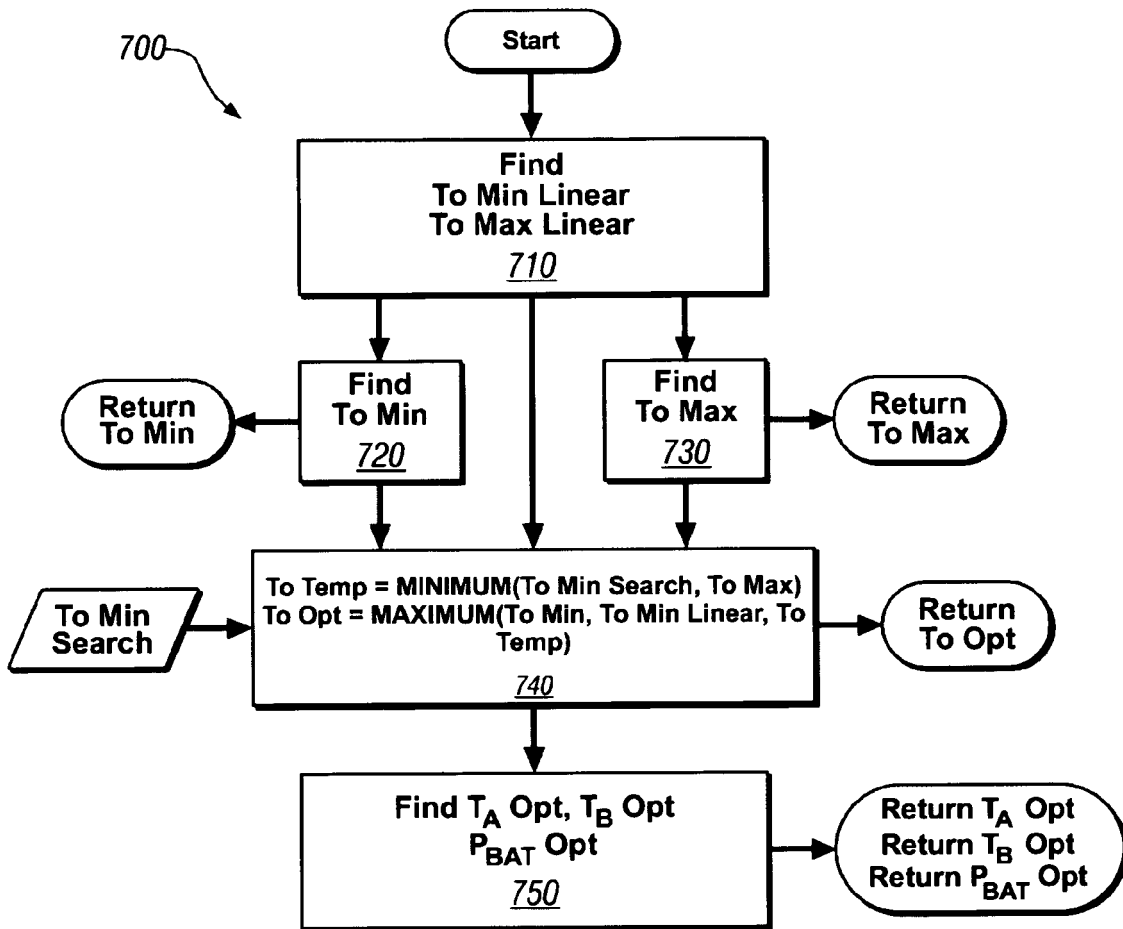 700
Start
Find
To Min Linear
To Max Linear
710
Return
To Min
Find
To Min
720
Find
To Max
730
Return
To Max
To Min
Search
To Temp = MINIMUM(To Min Search, To Max)
To Opt = MAXIMUM(To Min, To Min Linear, To
Temp)
740
Return
To Opt
Find T_A Opt, T_B Opt
P_BAT Opt
750
Return T_A Opt
Return T_B Opt
Return P_BAT Opt